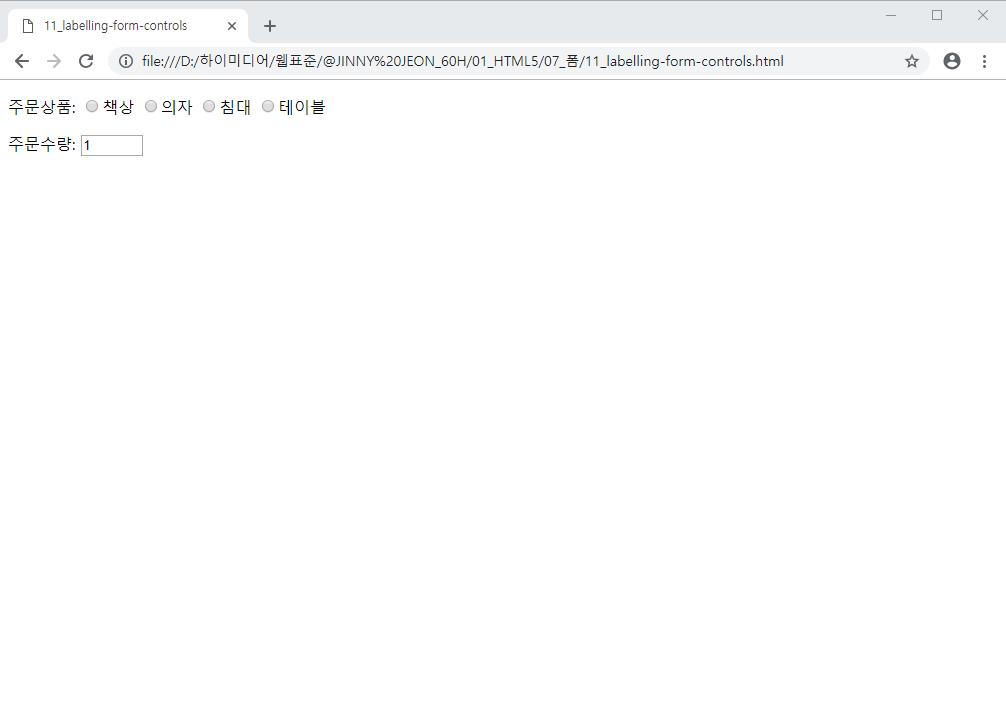 11_labelling-form-controls
file:///D:/하이미디어/웹표준/@JINNY%20JEON_60H/01_HTML5/07_폼/11_labelling-form-controls.html
주문상품: 책상 의자 침대 테이블
주문수량: 1